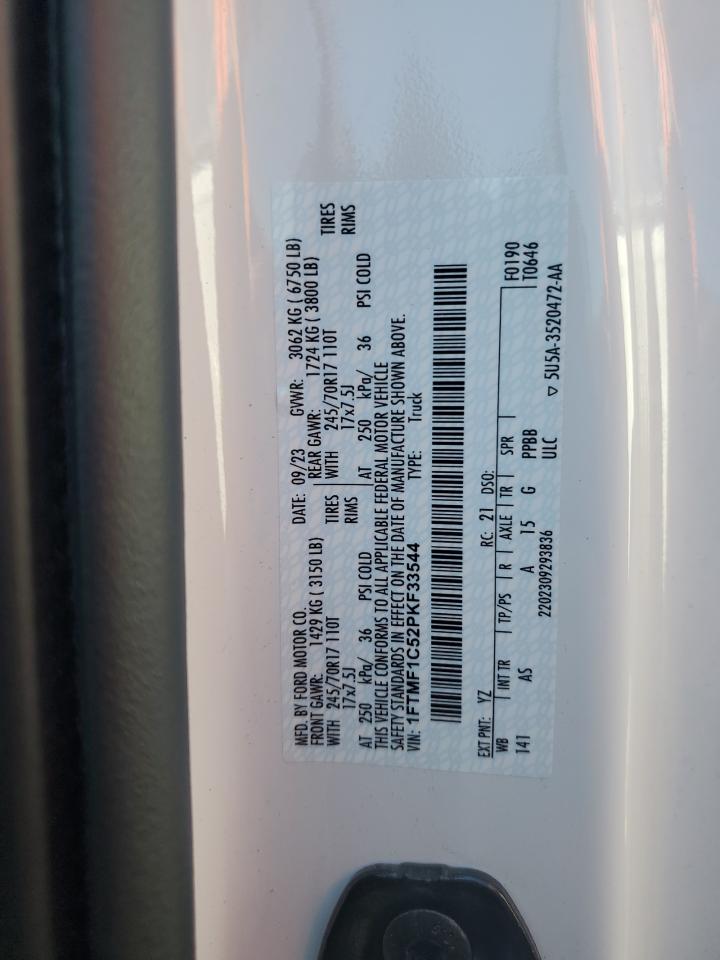 MFD. BY FORD MOTOR CO.
DATE: 09/23 GVWR: 3062 KG ( 6750 LB)
FRONT GAWR: 1429 KG ( 3150 LB) REAR GAWR: 1724 KG ( 3800 LB)
WITH 245/70R17 110T TIRES WITH 245/70R17 110T TIRES
17x7.5J RIMS 17x7.5J RIMS
AT 250 kPa/ 36 PSI COLD AT 250 kPa/ 36 PSI COLD
THIS VEHICLE CONFORMS TO ALL APPLICABLE FEDERAL MOTOR VEHICLE
SAFETY STANDARDS IN EFFECT ON THE DATE OF MANUFACTURE SHOWN ABOVE.
VIN: 1FTMF1C52PKF33544 TYPE: Truck
EXT PNT: YZ RC: 21 DSO: F0190
WB INT TR TP/PS R AXLE TR SPR T0646
141 AS A 15 G PPBB
2202309293836 ULC
▽ 5U5A-3520472-AA